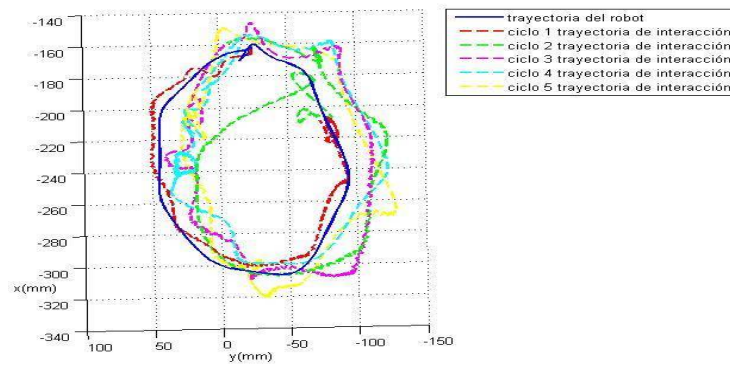 -140
-160
-180
-200
-220
-240
-260
-280
-300
-320
-340
x(mm)
100
50
0
-50
-100
-150
y(mm)
trayectoria del robot
ciclo 1 trayectoria de interacción
ciclo 2 trayectoria de interacción
ciclo 3 trayectoria de interacción
ciclo 4 trayectoria de interacción
ciclo 5 trayectoria de interacción